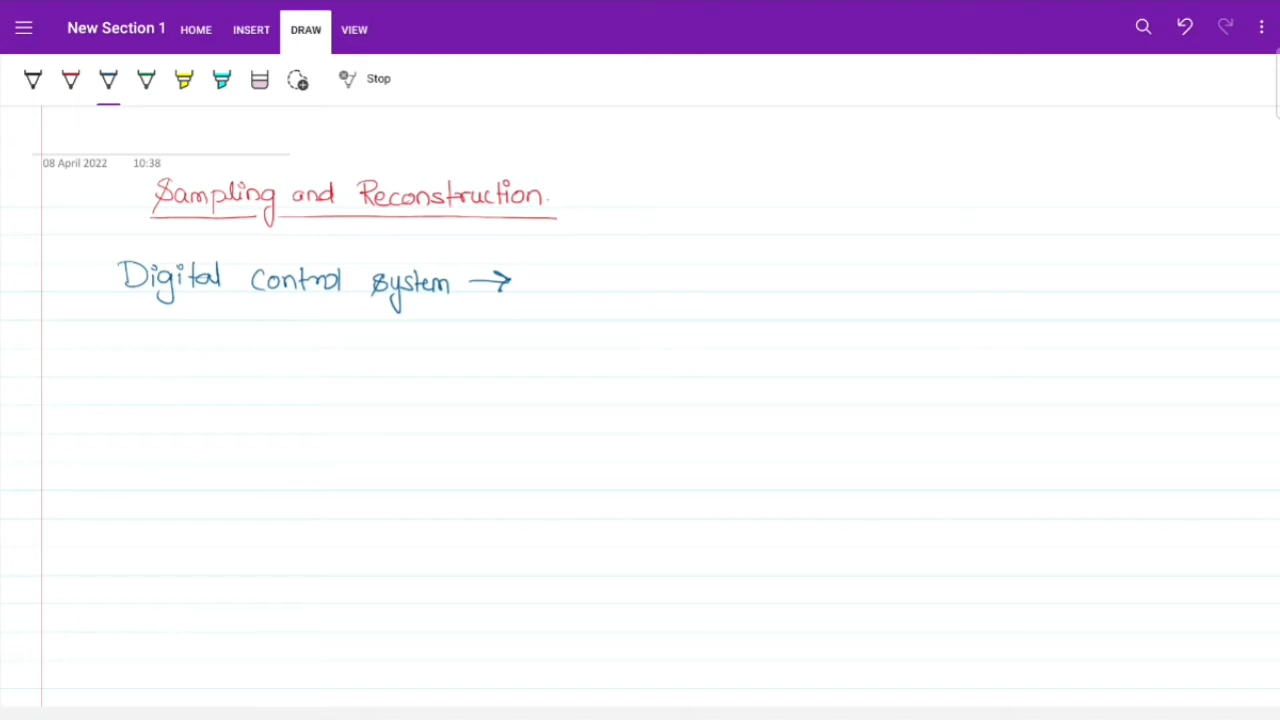 New Section 1 HOME INSERT DRAW VIEW
Stop
08 April 2022 10:38
Sampling and Reconstruction.
Digital control system →